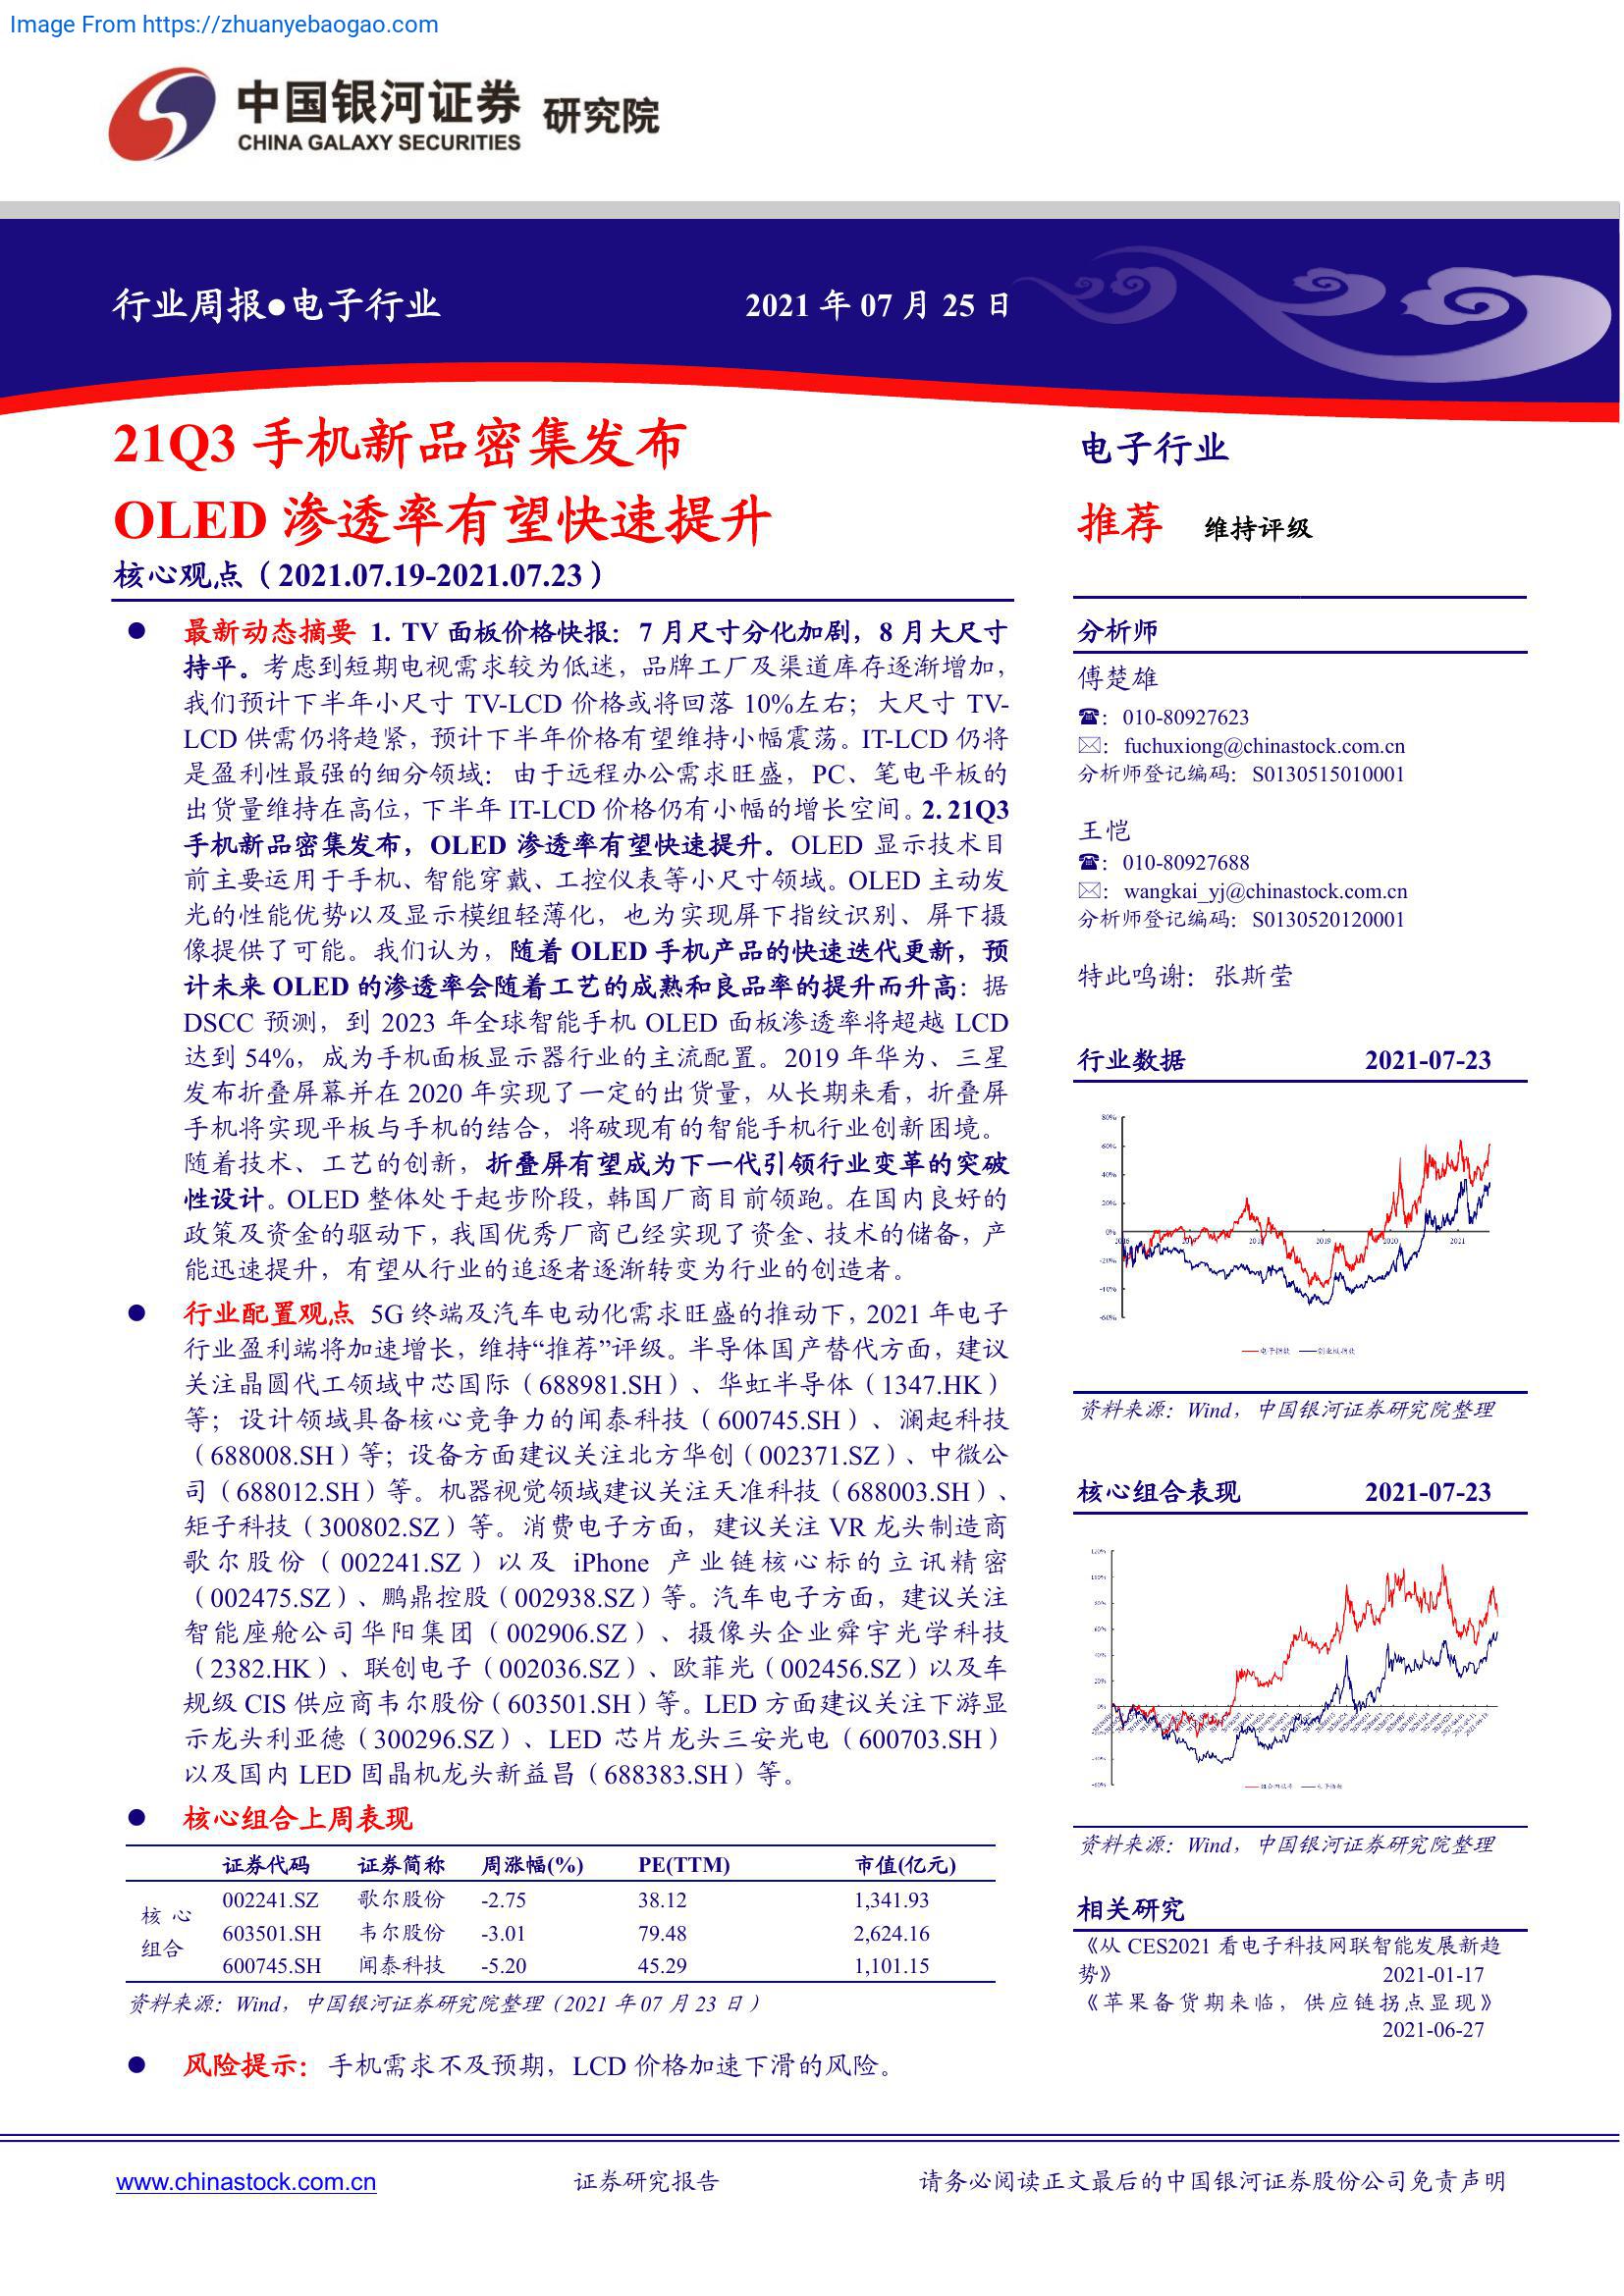 Image From https://zhuanyebaogao.com
中国银河证券 研究院
CHINA GALAXY SECURITIES
行业周报●电子行业 2021 年 07 月 25 日
21Q3 手机新品密集发布
OLED 渗透率有望快速提升
核心观点（2021.07.19-2021.07.23）
● 最新动态摘要 1. TV 面板价格快报：7 月尺寸分化加剧，8 月大尺寸
持平。考虑到短期电视需求较为低迷，品牌工厂及渠道库存逐渐增加，
我们预计下半年小尺寸 TV-LCD 价格或将回落 10%左右；大尺寸 TV-
LCD 供需仍将趋紧，预计下半年价格有望维持小幅震荡。IT-LCD 仍将
是盈利性最强的细分领域：由于远程办公需求旺盛，PC、笔电平板的
出货量维持在高位，下半年 IT-LCD 价格仍有小幅的增长空间。2. 21Q3
手机新品密集发布，OLED 渗透率有望快速提升。OLED 显示技术目
前主要运用于手机、智能穿戴、工控仪表等小尺寸领域。OLED 主动发
光的性能优势以及显示模组轻薄化，也为实现屏下指纹识别、屏下摄
像提供了可能。我们认为，随着 OLED 手机产品的快速迭代更新，预
计未来 OLED 的渗透率会随着工艺的成熟和良品率的提升而升高：据
DSCC 预测，到 2023 年全球智能手机 OLED 面板渗透率将超越 LCD
达到 54%，成为手机面板显示器行业的主流配置。2019 年华为、三星
发布折叠屏幕并在 2020 年实现了一定的出货量，从长期来看，折叠屏
手机将实现平板与手机的结合，将破现有的智能手机行业创新困境。
随着技术、工艺的创新，折叠屏有望成为下一代引领行业变革的突破
性设计。OLED 整体处于起步阶段，韩国厂商目前领跑。在国内良好的
政策及资金的驱动下，我国优秀厂商已经实现了资金、技术的储备，产
能迅速提升，有望从行业的追逐者逐渐转变为行业的创造者。
● 行业配置观点 5G 终端及汽车电动化需求旺盛的推动下，2021 年电子
行业盈利端将加速增长，维持“推荐”评级。半导体国产替代方面，建议
关注晶圆代工领域中芯国际（688981.SH）、华虹半导体（1347.HK）
等；设计领域具备核心竞争力的闻泰科技（600745.SH）、澜起科技
（688008.SH）等；设备方面建议关注北方华创（002371.SZ）、中微公
司（688012.SH）等。机器视觉领域建议关注天准科技（688003.SH）、
矩子科技（300802.SZ）等。消费电子方面，建议关注 VR 龙头制造商
歌尔股份（002241.SZ）以及 iPhone 产业链核心标的立讯精密
（002475.SZ）、鹏鼎控股（002938.SZ）等。汽车电子方面，建议关注
智能座舱公司华阳集团（002906.SZ）、摄像头企业舜宇光学科技
（2382.HK）、联创电子（002036.SZ）、欧菲光（002456.SZ）以及车
规级 CIS 供应商韦尔股份（603501.SH）等。LED 方面建议关注下游显
示龙头利亚德（300296.SZ）、LED 芯片龙头三安光电（600703.SH）
以及国内 LED 固晶机龙头新益昌（688383.SH）等。
● 核心组合上周表现
证券代码 证券简称 周涨幅(%) PE(TTM) 市值(亿元)
核心组合
002241.SZ 歌尔股份 -2.75 38.12 1,341.93
603501.SH 韦尔股份 -3.01 79.48 2,624.16
600745.SH 闻泰科技 -5.20 45.29 1,101.15
资料来源：Wind，中国银河证券研究院整理（2021 年 07 月 23 日）
● 风险提示：手机需求不及预期，LCD 价格加速下滑的风险。
电子行业
推荐 维持评级
分析师
傅楚雄
☎：010-80927623
✉：fuchuxiong@chinastock.com.cn
分析师登记编码：S0130515010001
王恺
☎：010-80927688
✉：wangkai_yj@chinastock.com.cn
分析师登记编码：S0130520120001
特此鸣谢：张斯莹
行业数据 2021-07-23
80%
60%
40%
20%
0%
-20%
-40%
-60%
2019 2020 2021
资料来源：Wind，中国银河证券研究院整理
核心组合表现 2021-07-23
120%
100%
80%
60%
40%
20%
0%
资料来源：Wind，中国银河证券研究院整理
相关研究
《从 CES2021 看电子科技网联智能发展新趋
势》 2021-01-17
《苹果备货期来临，供应链拐点显现》
2021-06-27
www.chinastock.com.cn 证券研究报告 请务必阅读正文最后的中国银河证券股份公司免责声明